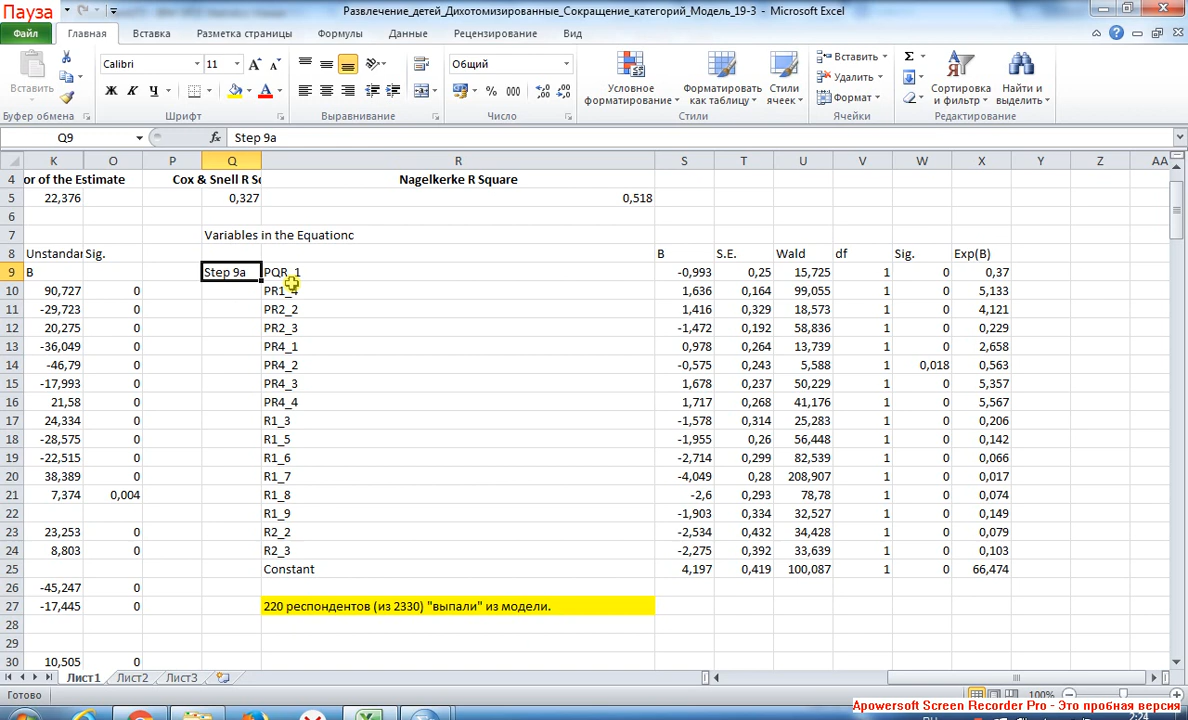 Пауза
Развлечение_детей_Дихотомизированные_Сокращение_категорий_Модель_19-3 - Microsoft Excel
Файл Главная Вставка Разметка страницы Формулы Данные Рецензирование Вид
Вставить
Calibri 11
Ж К Ч
Общий
% 000
Условное форматирование
Форматировать как таблицу
Стили ячеек
Вставить
Удалить
Формат
Сортировка и фильтр
Найти и выделить
Буфер обмена Шрифт Выравнивание Число Стили Ячейки Редактирование
Q9 fx Step 9a
K O P Q R S T U V W X Y Z AA
4 or of the Estimate Cox & Snell R Sq Nagelkerke R Square
5 22,376 0,327 0,518
6
7 Variables in the Equationc
8 Unstandar Sig. B S.E. Wald df Sig. Exp(B)
9 B Step 9a PQR_1 -0,993 0,25 15,725 1 0 0,37
10 90,727 0 PR1_4 1,636 0,164 99,055 1 0 5,133
11 -29,723 0 PR2_2 1,416 0,329 18,573 1 0 4,121
12 20,275 0 PR2_3 -1,472 0,192 58,836 1 0 0,229
13 -36,049 0 PR4_1 0,978 0,264 13,739 1 0 2,658
14 -46,79 0 PR4_2 -0,575 0,243 5,588 1 0,018 0,563
15 -17,993 0 PR4_3 1,678 0,237 50,229 1 0 5,357
16 21,58 0 PR4_4 1,717 0,268 41,176 1 0 5,567
17 24,334 0 R1_3 -1,578 0,314 25,283 1 0 0,206
18 -28,575 0 R1_5 -1,955 0,26 56,448 1 0 0,142
19 -22,515 0 R1_6 -2,714 0,299 82,539 1 0 0,066
20 38,389 0 R1_7 -4,049 0,28 208,907 1 0 0,017
21 7,374 0,004 R1_8 -2,6 0,293 78,78 1 0 0,074
22 R1_9 -1,903 0,334 32,527 1 0 0,149
23 23,253 0 R2_2 -2,534 0,432 34,428 1 0 0,079
24 8,803 0 R2_3 -2,275 0,392 33,639 1 0 0,103
25 Constant 4,197 0,419 100,087 1 0 66,474
26 -45,247 0
27 -17,445 0 220 респондентов (из 2330) "выпали" из модели.
28
29
30 10,505 0
Лист1 Лист2 Лист3
Готово 100%
Apowersoft Screen Recorder Pro - Это пробная версия
2:24